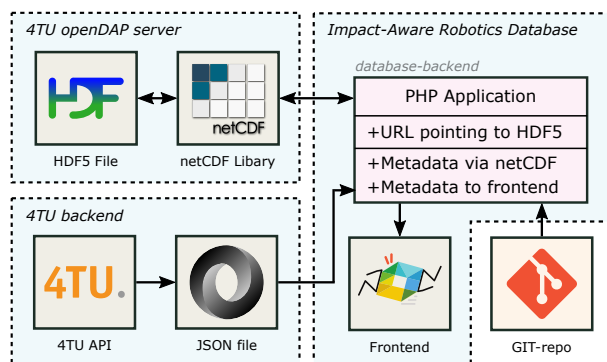 4TU openDAP server
HDF
HDF5 File
netCDF
netCDF Libary
4TU backend
4TU.
4TU API
JSON file
Impact-Aware Robotics Database
database-backend
PHP Application
+URL pointing to HDF5
+Metadata via netCDF
+Metadata to frontend
Frontend
GIT-repo